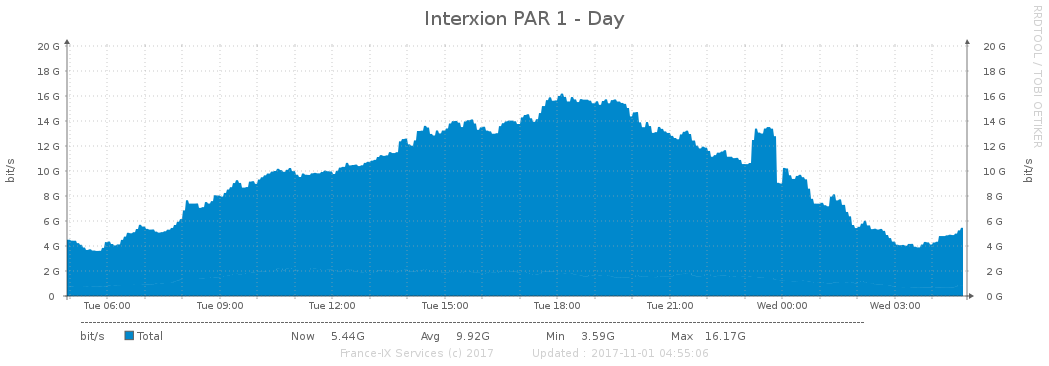 Interxion PAR 1 - Day
RRDTOOL / TOBI OETIKER
20 G 20 G
18 G 18 G
16 G 16 G
14 G 14 G
12 G 12 G
10 G 10 G
8 G 8 G
6 G 6 G
4 G 4 G
2 G 2 G
0 0 G
bit/s
bit/s
Tue 06:00 Tue 09:00 Tue 12:00 Tue 15:00 Tue 18:00 Tue 21:00 Wed 00:00 Wed 03:00
bit/s Total Now 5.44G Avg 9.92G Min 3.59G Max 16.17G
France-IX Services (c) 2017 Updated : 2017-11-01 04:55:06